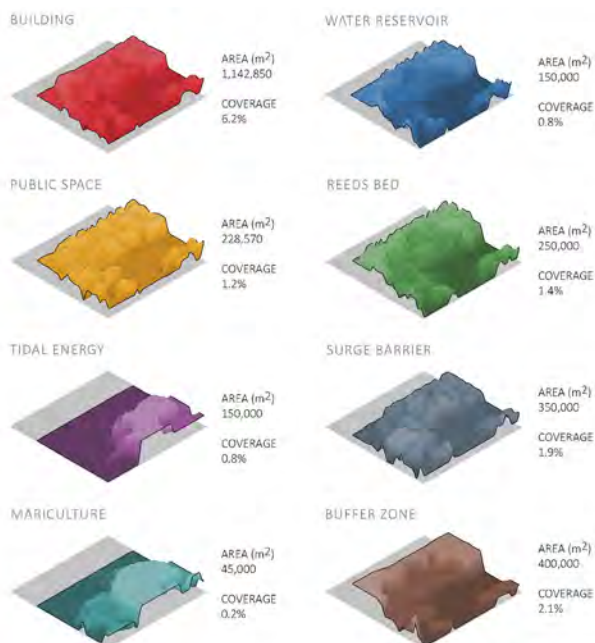 BUILDING
AREA (m²)
1,142,850
COVERAGE
6.2%
WATER RESERVOIR
AREA (m²)
150,000
COVERAGE
0.8%
PUBLIC SPACE
AREA (m²)
228,570
COVERAGE
1.2%
REEDS BED
AREA (m²)
250,000
COVERAGE
1.4%
TIDAL ENERGY
AREA (m²)
150,000
COVERAGE
0.8%
SURGE BARRIER
AREA (m²)
350,000
COVERAGE
1.9%
MARICULTURE
AREA (m²)
45,000
COVERAGE
0.2%
BUFFER ZONE
AREA (m²)
400,000
COVERAGE
2.1%